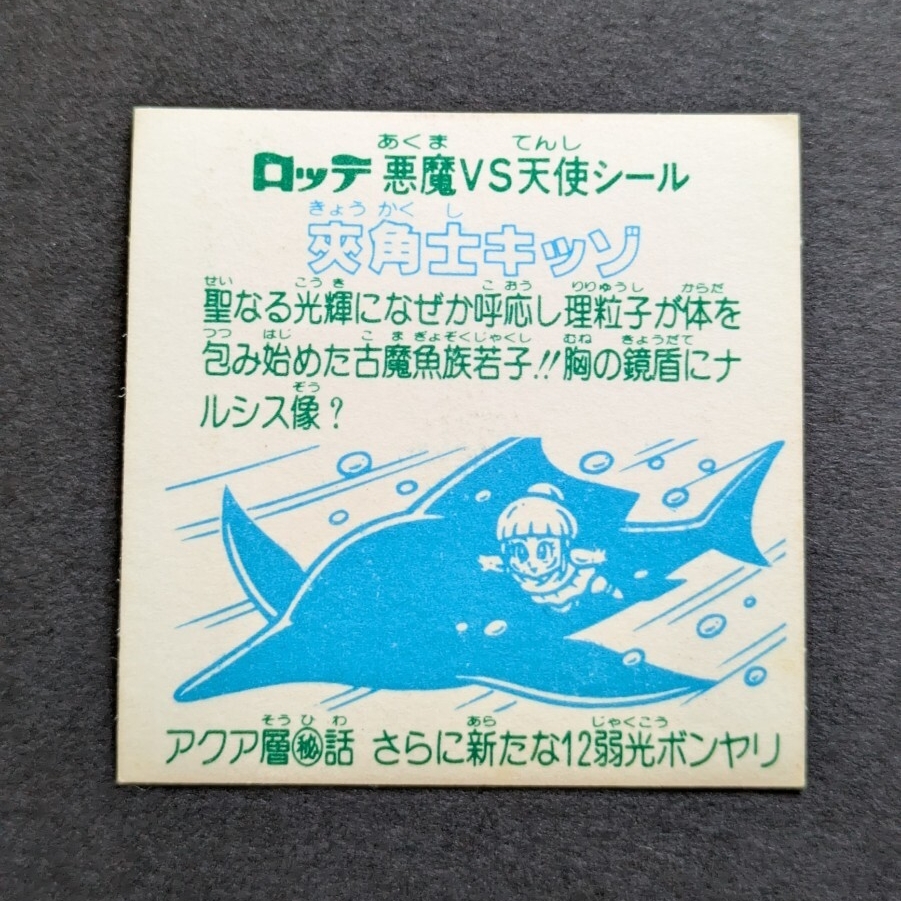 あくま てんし
ロッテ 悪魔VS天使シール
きょうかくし
夾角士キッソ
せい こうき こおう りりゅうし からだ
聖なる光輝になぜか呼応し理粒子が体を
つつ はじ こまぎょぞくじゃくし むね きょうだて
包み始めた古魔魚族若子!!胸の鏡盾にナ
ぞう
ルシス像?
そうひわ あら じゃくこう
アクア層㊙話 さらに新たな12弱光ボンヤリ